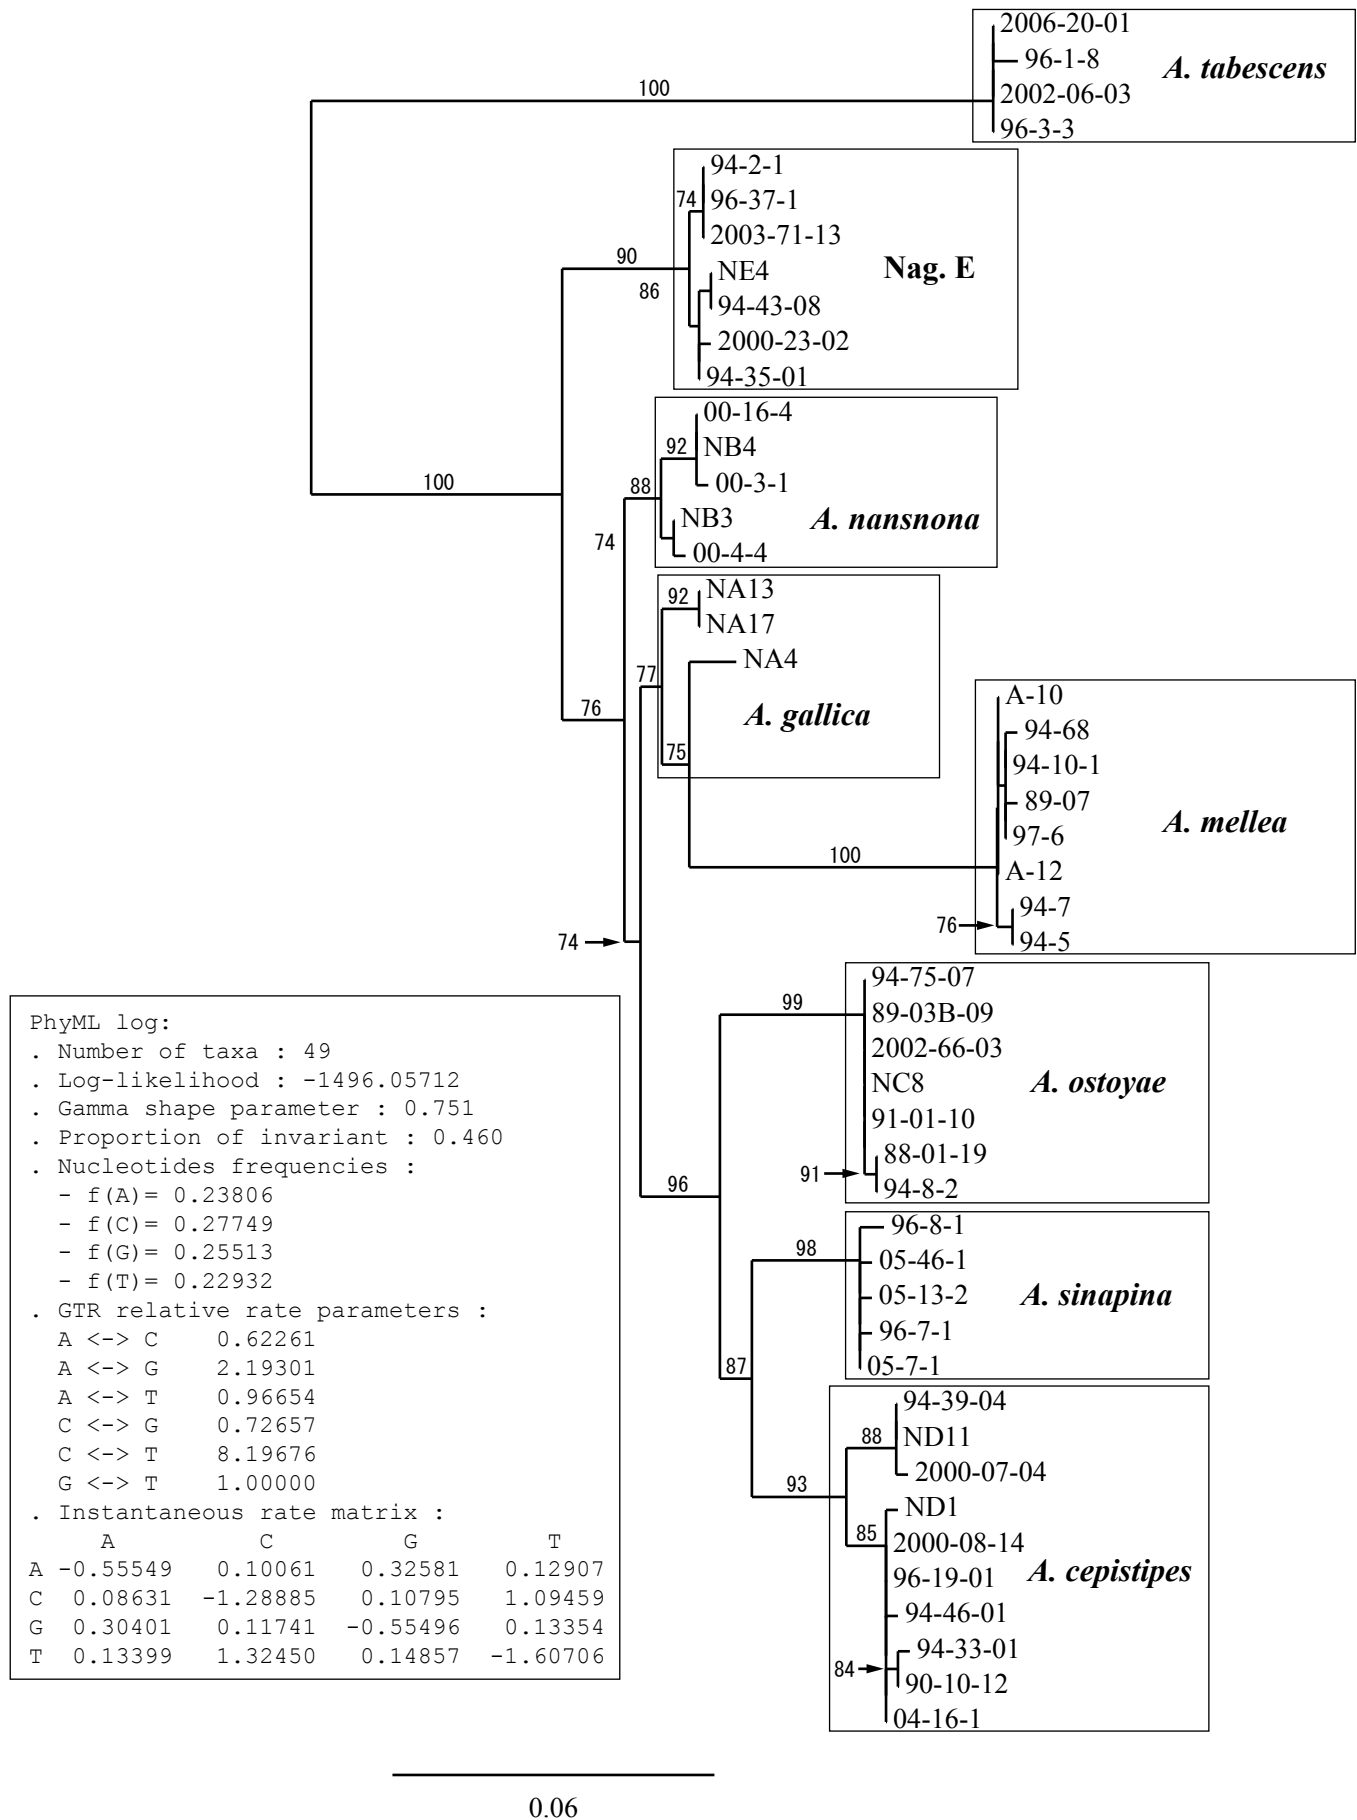 2006-20-01
96-1-8
A. tabescens
100
2002-06-03
96-3-3
94-2-1
74
96-37-1
2003-71-13
90
Nag. E
NE4
86
94-43-08
2000-23-02
94-35-01
00-16-4
92
NB4
100
88
00-3-1
NB3
A. nansnona
74
00-4-4
92
NA13
NA17
NA4
77
A. gallica
76
75
A-10
94-68
94-10-1
89-07
A. mellea
97-6
100
A-12
94-7
76
94-5
74
94-75-07
99
89-03B-09
2002-66-03
NC8
A. ostoyae
91-01-10
88-01-19
91
94-8-2
96
96-8-1
98
05-46-1
05-13-2
A. sinapina
96-7-1
87
05-7-1
94-39-04
88
ND11
2000-07-04
93
ND1
85
2000-08-14
96-19-01
A. cepistipes
94-46-01
94-33-01
84
90-10-12
04-16-1
PhyML log:
. Number of taxa : 49
. Log-likelihood : -1496.05712
. Gamma shape parameter : 0.751
. Proportion of invariant : 0.460
. Nucleotides frequencies :
- f(A)= 0.23806
- f(C)= 0.27749
- f(G)= 0.25513
- f(T)= 0.22932
. GTR relative rate parameters :
A <-> C 0.62261
A <-> G 2.19301
A <-> T 0.96654
C <-> G 0.72657
C <-> T 8.19676
G <-> T 1.00000
. Instantaneous rate matrix :
A C G T
A -0.55549 0.10061 0.32581 0.12907
C 0.08631 -1.28885 0.10795 1.09459
G 0.30401 0.11741 -0.55496 0.13354
T 0.13399 1.32450 0.14857 -1.60706
0.06